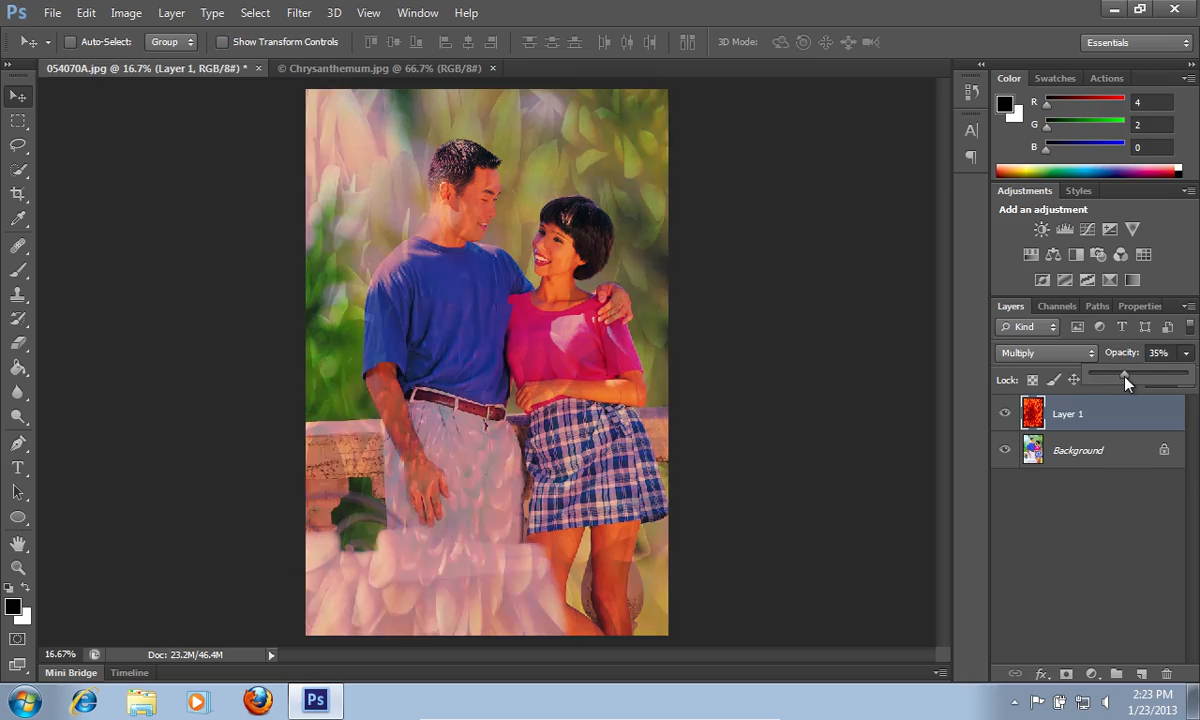 Ps File Edit Image Layer Type Select Filter 3D View Window Help
Auto-Select: Group Show Transform Controls 3D Mode: Essentials
054070A.jpg @ 16.7% (Layer 1, RGB/8#) * × © Chrysanthemum.jpg @ 66.7% (RGB/8) ×
Color Swatches Actions
R 4
G 2
B 0
Adjustments Styles
Add an adjustment
Layers Channels Paths Properties
Kind
Multiply Opacity: 35%
Lock:
Layer 1
Background
16.67% Doc: 23.2M/46.4M
Mini Bridge Timeline
fx
Ps
2:23 PM
1/23/2013